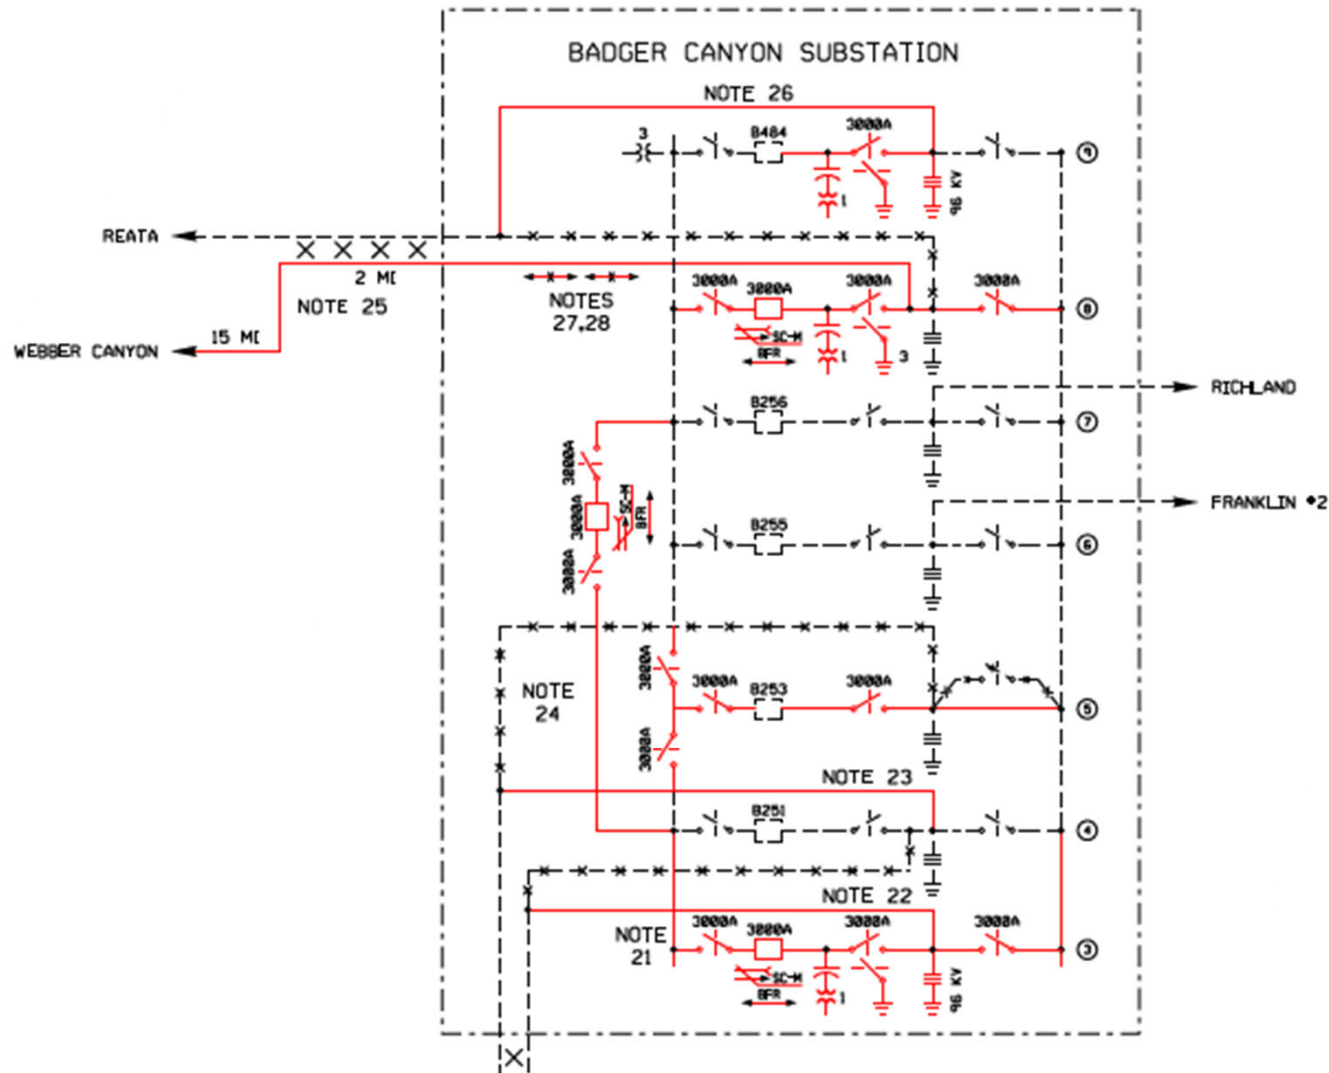 BADGER CANYON SUBSTATION
NOTE 26
3
B484
3000A
9
1
96 KV
REATA
2 MI
NOTE 25
NOTES
27,28
3000A
3000A
3000A
3000A
8
SC-M
BFR
1
3
15 MI
WEBBER CANYON
RICHLAND
B256
7
3000A
3000A
SC-M
BFR
3000A
FRANKLIN #2
B255
6
3000A
3000A
B253
3000A
5
NOTE
24
3000A
NOTE 23
B251
4
NOTE 22
NOTE
21
3000A
3000A
3000A
3000A
3
SC-M
BFR
1
96 KV